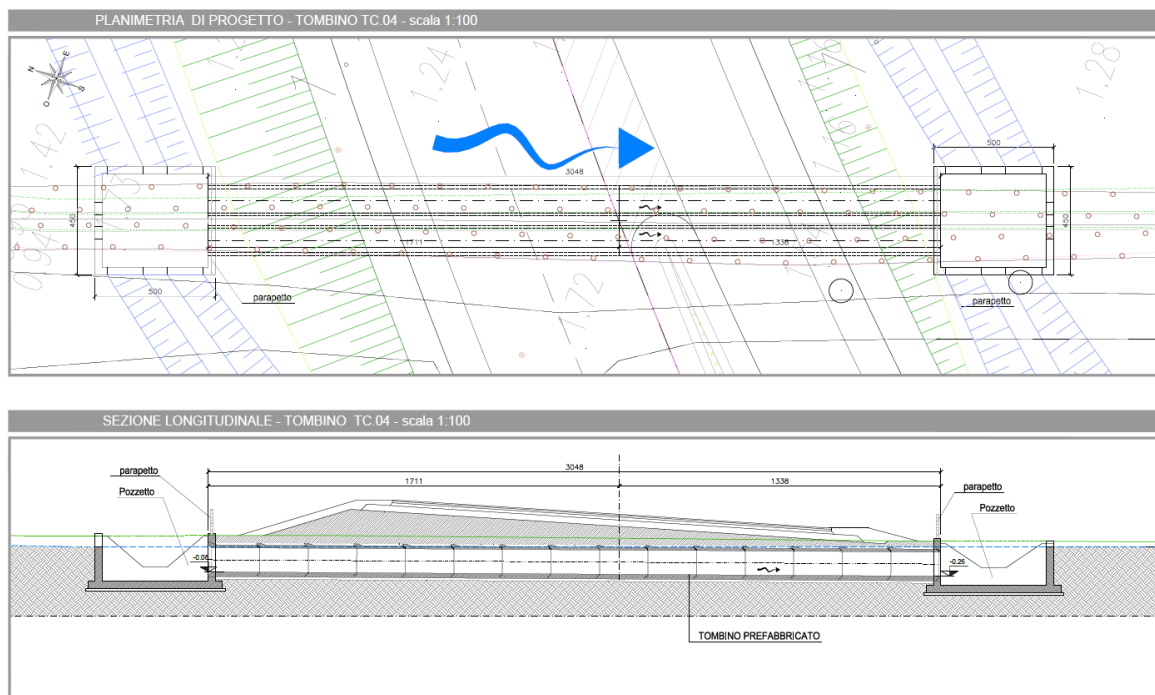 PLANIMETRIA DI PROGETTO - TOMBINO TC.04 - scala 1:100
N
E
S
O
1.42
1.24
1.28
1.72
3048
500
450
1711
1338
450
500
parapetto
parapetto
SEZIONE LONGITUDINALE - TOMBINO TC.04 - scala 1:100
3048
parapetto
1711
1338
parapetto
Pozzetto
Pozzetto
-0.08
-0.26
TOMBINO PREFABBRICATO